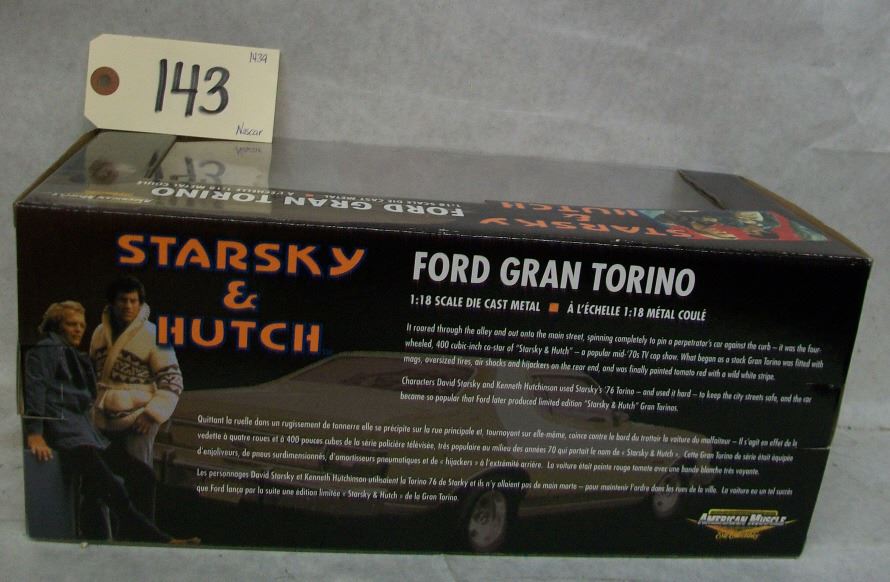 1434
143
Nascar
FORD GRAN TORINO
1:18 SCALE DIE CAST METAL ■ À L'ÉCHELLE 1:18 MÉTAL COULÉ
STARSKY
&
HUTCH
STARSKY
&
HUTCH
FORD GRAN TORINO
1:18 SCALE DIE CAST METAL ■ À L'ÉCHELLE 1:18 MÉTAL COULÉ
It roared through the alley and out onto the main street, spinning completely to pin a perpetrator's car against the curb – it was the four-
wheeled, 400 cubic-inch co-star of "Starsky & Hutch" – a popular mid-'70s TV cop show. What began as a stock Gran Torino was fitted with
mags, oversized tires, air shocks and hijackers on the rear end, and was finally painted tomato red with a wild white stripe.
Characters David Starsky and Kenneth Hutchinson used Starsky's '76 Torino – and used it hard – to keep the city streets safe, and the car
became so popular that Ford later produced limited edition "Starsky & Hutch" Gran Torinos.
Quittant la ruelle dans un rugissement de tonnerre elle se précipite sur la rue principale et, tournoyant sur elle-même, coince contre le bord du trottoir la voiture du malfaiteur – Il s'agit en effet de la
vedette à quatre roues et à 400 pouces cubes de la série policière télévisée, très populaire au milieu des années 70 qui portait le nom de « Starsky & Hutch ». Cette Gran Torino de série était équipée
d'enjoliveurs, de pneus surdimensionnés, d'amortisseurs pneumatiques et de « hijackers » à l'extrémité arrière. La voiture était peinte rouge tomate avec une bande blanche très voyante.
Les personnages David Starsky et Kenneth Hutchinson utilisaient la Torino 76 de Starky et ils n'y allaient pas de main morte – pour maintenir l'ordre dans les rues de la ville. La voiture eu un tel succès
que Ford lança par la suite une édition limitée « Starsky & Hutch » de la Gran Torino.
AMERICAN MUSCLE